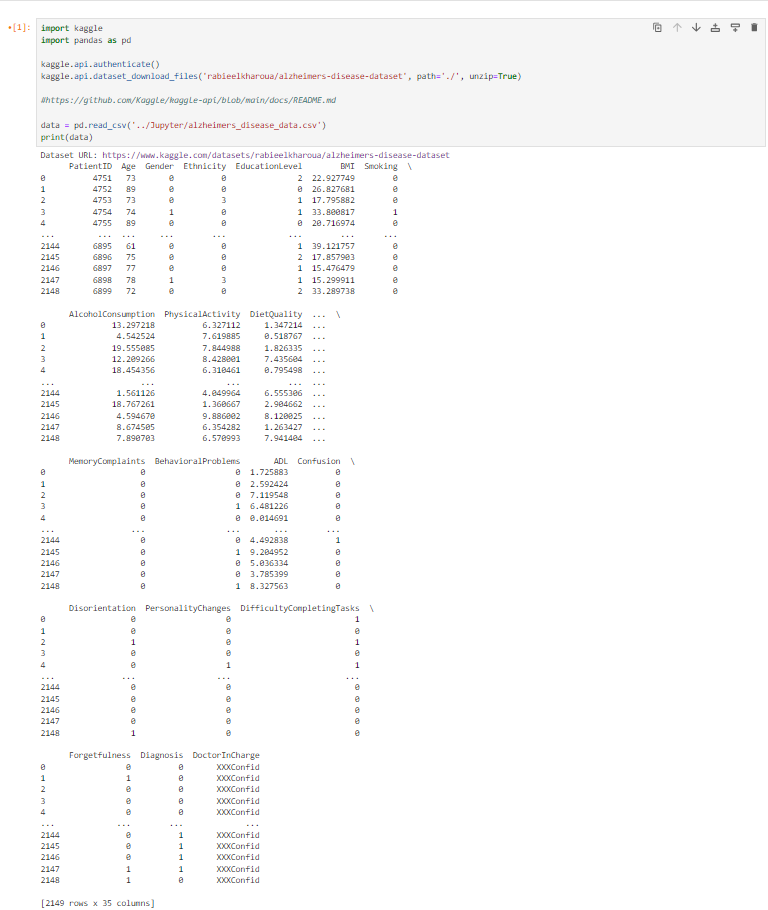 [1]:
import kaggle
import pandas as pd
kaggle.api.authenticate()
kaggle.api.dataset_download_files('rabieelkharoua/alzheimers-disease-dataset', path='./', unzip=True)
#https://github.com/Kaggle/kaggle-api/blob/main/docs/README.md
data = pd.read_csv('../Jupyter/alzheimers_disease_data.csv')
print(data)
Dataset URL: https://www.kaggle.com/datasets/rabieelkharoua/alzheimers-disease-dataset
PatientID Age Gender Ethnicity EducationLevel BMI Smoking \
0 4751 73 0 0 2 22.927749 0
1 4752 89 0 0 0 26.827681 0
2 4753 73 0 3 1 17.795882 0
3 4754 74 1 0 1 33.800817 1
4 4755 89 0 0 0 20.716974 0
... ... ... ... ... ... ... ...
2144 6895 61 0 0 1 39.121757 0
2145 6896 75 0 0 2 17.857903 0
2146 6897 77 0 0 1 15.476479 0
2147 6898 78 1 3 1 15.299911 0
2148 6899 72 0 0 2 33.289738 0
AlcoholConsumption PhysicalActivity DietQuality ... \
0 13.297218 6.327112 1.347214 ...
1 4.542524 7.619885 0.518767 ...
2 19.555085 7.844988 1.826335 ...
3 12.209266 8.428001 7.435604 ...
4 18.454356 6.310461 0.795498 ...
... ... ... ... ...
2144 1.561126 4.049964 6.555306 ...
2145 18.767261 1.360667 2.904662 ...
2146 4.594670 9.886002 8.120025 ...
2147 8.674505 6.354282 1.263427 ...
2148 7.890703 6.570993 7.941404 ...
MemoryComplaints BehavioralProblems ADL Confusion \
0 0 0 1.725883 0
1 0 0 2.592424 0
2 0 0 7.119548 0
3 0 1 6.481226 0
4 0 0 0.014691 0
... ... ... ... ...
2144 0 0 4.492838 1
2145 0 1 9.204952 0
2146 0 0 5.036334 0
2147 0 0 3.785399 0
2148 0 1 8.327563 0
Disorientation PersonalityChanges DifficultyCompletingTasks \
0 0 0 1
1 0 0 0
2 1 0 1
3 0 0 0
4 0 1 1
... ... ... ...
2144 0 0 0
2145 0 0 0
2146 0 0 0
2147 0 0 0
2148 1 0 0
Forgetfulness Diagnosis DoctorInCharge
0 0 0 XXXConfid
1 1 0 XXXConfid
2 0 0 XXXConfid
3 0 0 XXXConfid
4 0 0 XXXConfid
... ... ... ...
2144 0 1 XXXConfid
2145 0 1 XXXConfid
2146 0 1 XXXConfid
2147 1 1 XXXConfid
2148 1 0 XXXConfid
[2149 rows x 35 columns]